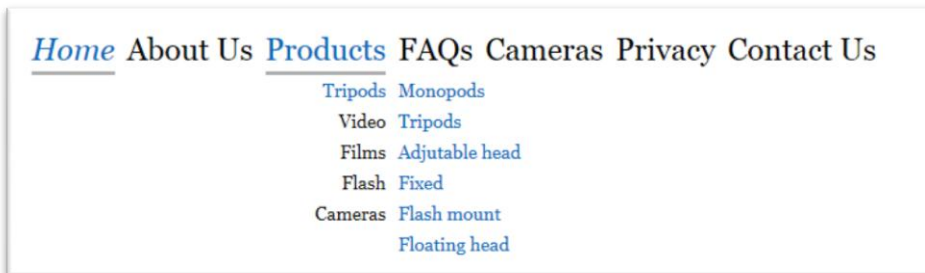 Home About Us Products FAQs Cameras Privacy Contact Us
Tripods Monopods
Video Tripods
Films Adjutable head
Flash Fixed
Cameras Flash mount
Floating head